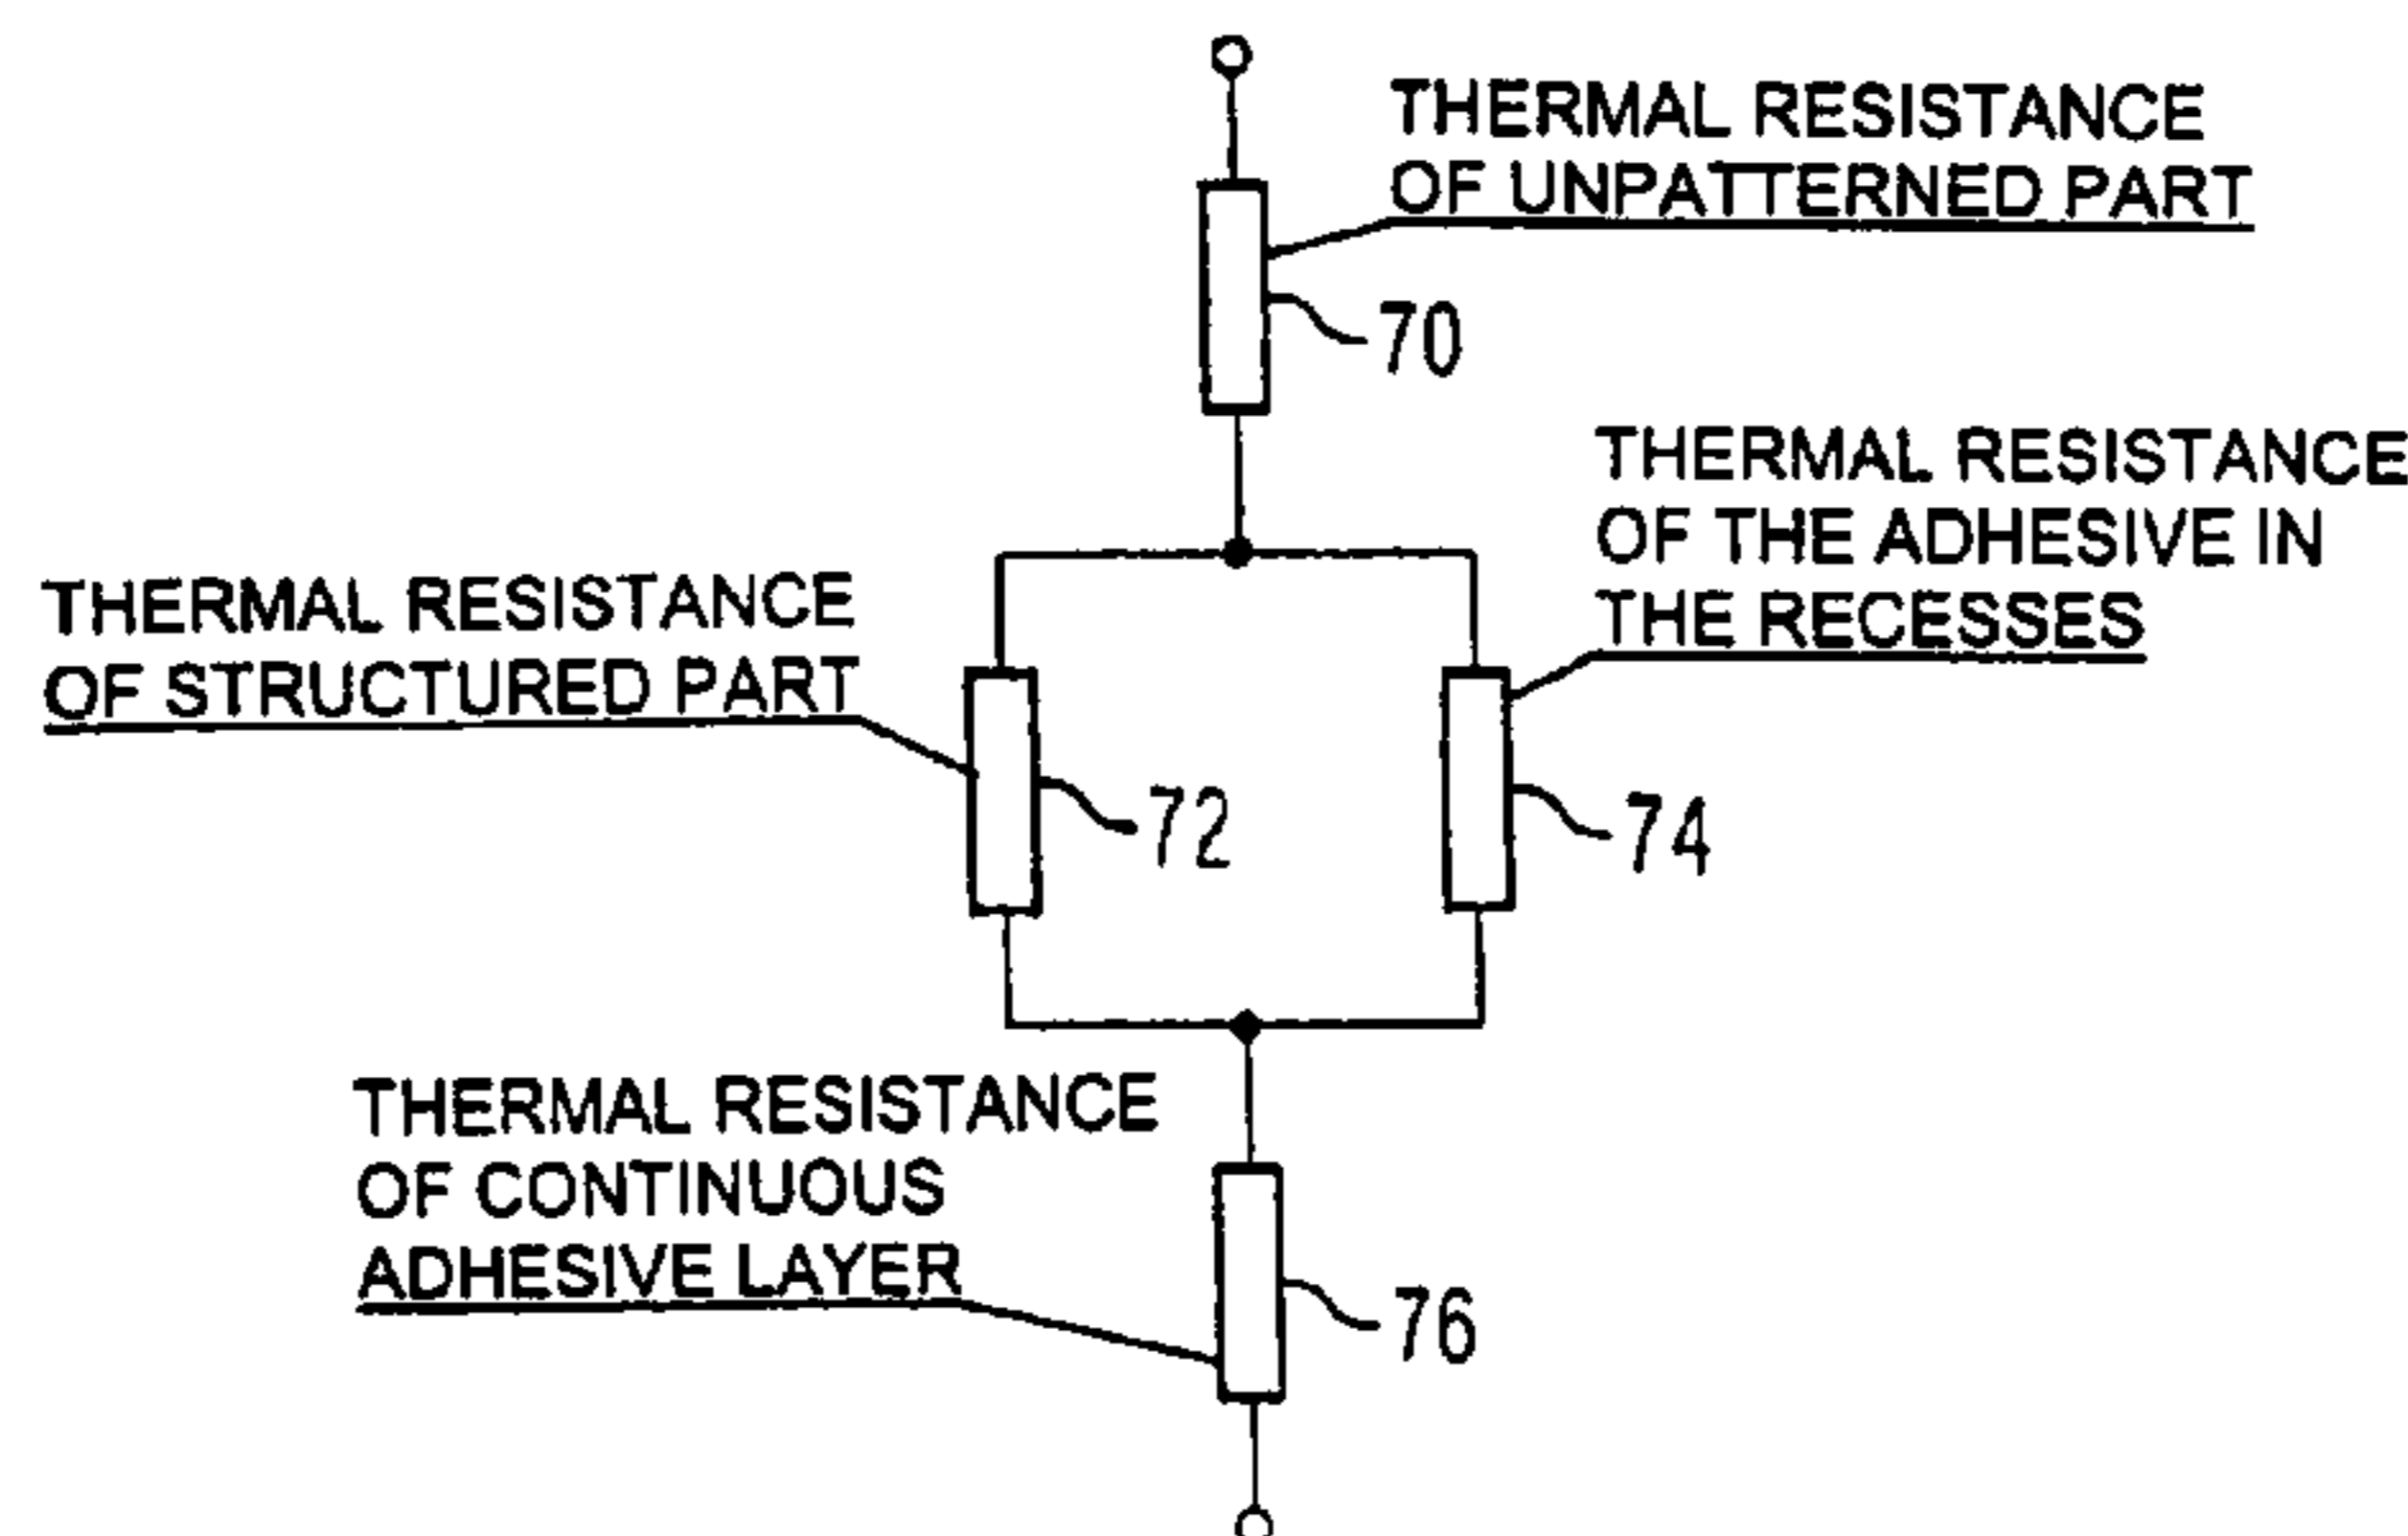 THERMAL RESISTANCE
OF UNPATTERNED PART
70
THERMAL RESISTANCE
OF THE ADHESIVE IN
THE RECESSES
THERMAL RESISTANCE
OF STRUCTURED PART
72
74
THERMAL RESISTANCE
OF CONTINUOUS
ADHESIVE LAYER
76